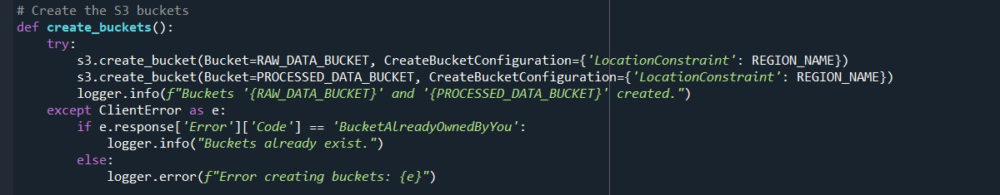 # Create the S3 buckets
def create_buckets():
    try:
        s3.create_bucket(Bucket=RAW_DATA_BUCKET, CreateBucketConfiguration={'LocationConstraint': REGION_NAME})
        s3.create_bucket(Bucket=PROCESSED_DATA_BUCKET, CreateBucketConfiguration={'LocationConstraint': REGION_NAME})
        logger.info(f"Buckets '{RAW_DATA_BUCKET}' and '{PROCESSED_DATA_BUCKET}' created.")
    except ClientError as e:
        if e.response['Error']['Code'] == 'BucketAlreadyOwnedByYou':
            logger.info("Buckets already exist.")
        else:
            logger.error(f"Error creating buckets: {e}")